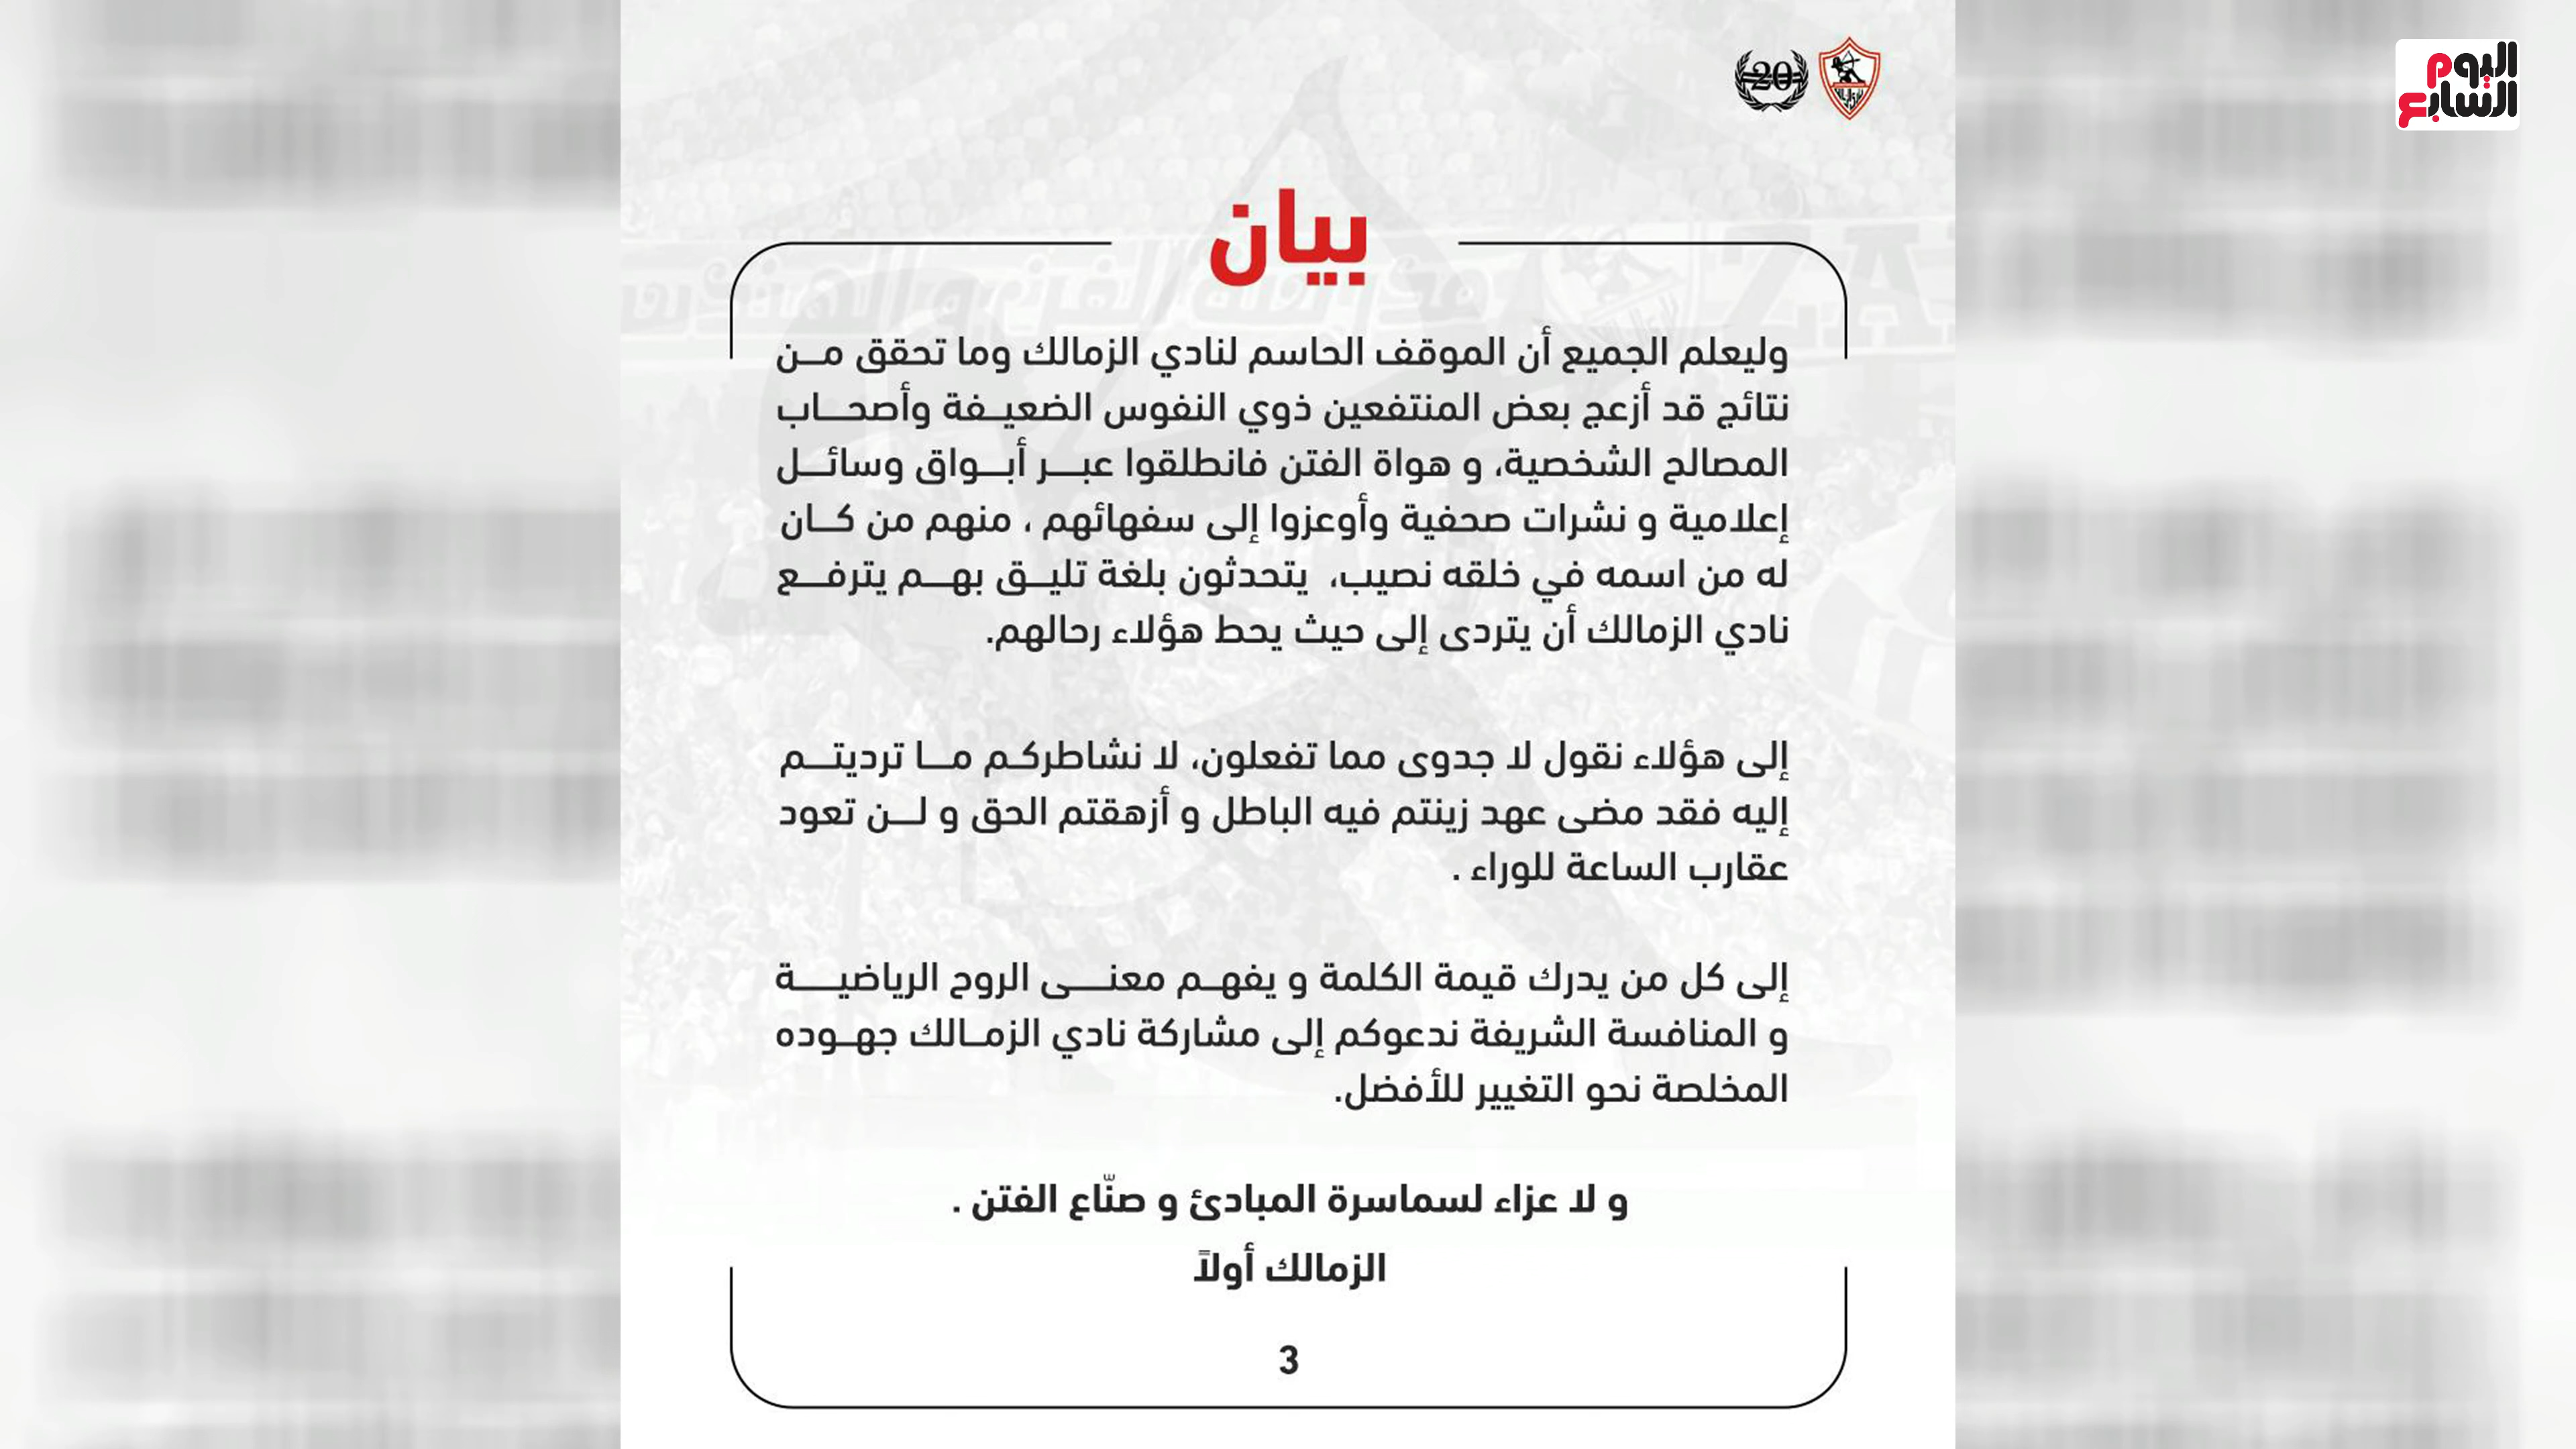 اليوم
السابع
20
بيان
وليعلم الجميع أن الموقف الحاسم لنادي الزمالك وما تحقق من
نتائج قد أزعج بعض المنتفعين ذوي النفوس الضعيفة وأصحاب
المصالح الشخصية، و هواة الفتن فانطلقوا عبر أبواق وسائل
إعلامية و نشرات صحفية وأوعزوا إلى سفهائهم ، منهم من كان
له من اسمه في خلقه نصيب، يتحدثون بلغة تليق بهم يترفع
نادي الزمالك أن يتردى إلى حيث يحط هؤلاء رحالهم.
إلى هؤلاء نقول لا جدوى مما تفعلون، لا نشاطركم ما ترديتم
إليه فقد مضى عهد زينتم فيه الباطل و أزهقتم الحق و لن تعود
عقارب الساعة للوراء .
إلى كل من يدرك قيمة الكلمة و يفهم معنى الروح الرياضية
و المنافسة الشريفة ندعوكم إلى مشاركة نادي الزمالك جهوده
المخلصة نحو التغيير للأفضل.
و لا عزاء لسماسرة المبادئ و صنّاع الفتن .
الزمالك أولاً
3